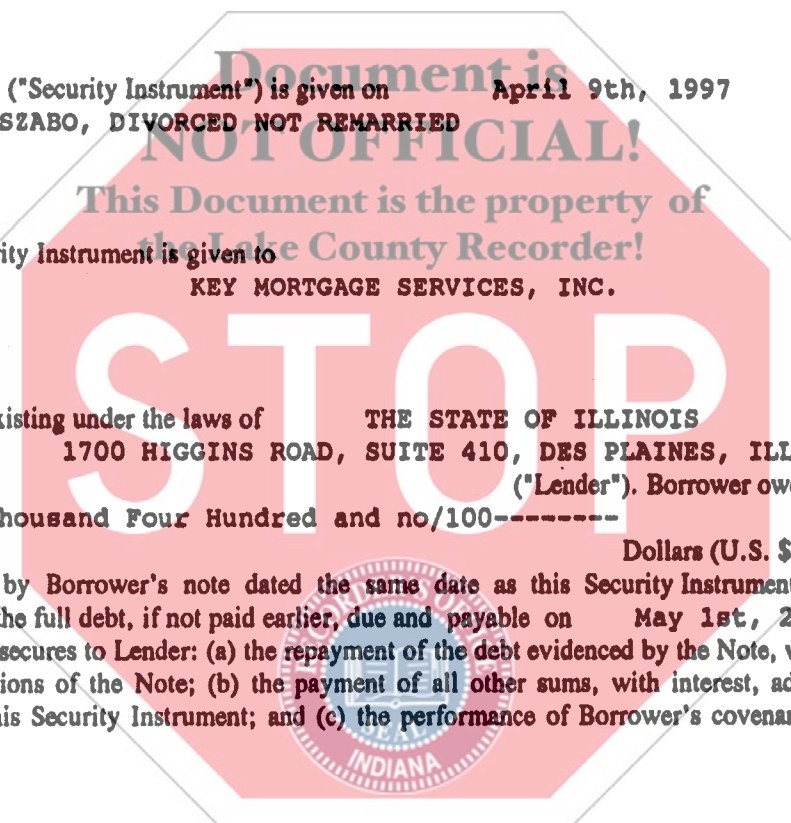 Document is
("Security Instrument") is given on April 9th, 1997
SZABO, DIVORCED NOT REMARRIED
NOT OFFICIAL!
This Document is the property of
the Lake County Recorder!
rity Instrument is given to
KEY MORTGAGE SERVICES, INC.
STOP
xisting under the laws of THE STATE OF ILLINOIS
1700 HIGGINS ROAD, SUITE 410, DES PLAINES, ILL
("Lender"). Borrower owe
housand Four Hundred and no/100--------
Dollars (U.S. $
by Borrower's note dated the same date as this Security Instrument
the full debt, if not paid earlier, due and payable on May 1st, 2
secures to Lender: (a) the repayment of the debt evidenced by the Note, w
ions of the Note; (b) the payment of all other sums, with interest, ad
his Security Instrument; and (c) the performance of Borrower's covenan
SEAL
INDIANA